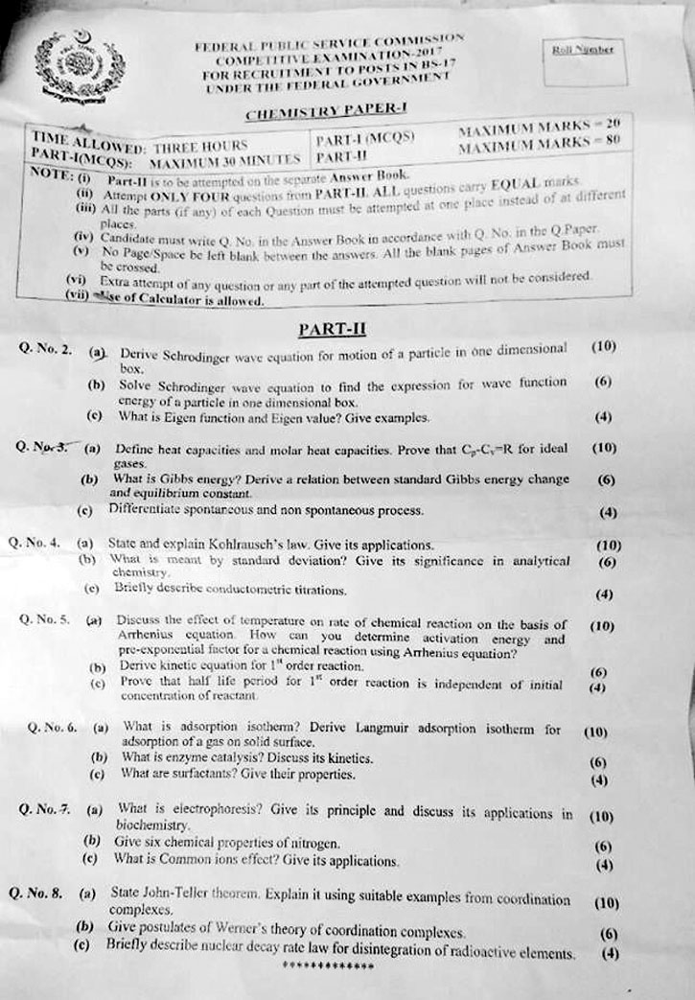 FEDERAL PUBLIC SERVICE COMMISSION
COMPETITIVE EXAMINATION-2017
FOR RECRUITMENT TO POSTS IN BS-17
UNDER THE FEDERAL GOVERNMENT
Roll Number
CHEMISTRY PAPER-I
TIME ALLOWED: THREE HOURS PART-I (MCQS) MAXIMUM MARKS = 20
PART-I(MCQS): MAXIMUM 30 MINUTES PART-II MAXIMUM MARKS = 80
NOTE: (i) Part-II is to be attempted on the separate Answer Book.
(ii) Attempt ONLY FOUR questions from PART-II. ALL questions carry EQUAL marks.
(iii) All the parts (if any) of each Question must be attempted at one place instead of at different
places.
(iv) Candidate must write Q. No. in the Answer Book in accordance with Q. No. in the Q.Paper.
(v) No Page/Space be left blank between the answers. All the blank pages of Answer Book must
be crossed.
(vi) Extra attempt of any question or any part of the attempted question will not be considered.
(vii) Use of Calculator is allowed.
PART-II
Q. No. 2. (a). Derive Schrodinger wave equation for motion of a particle in one dimensional (10)
box.
(b) Solve Schrodinger wave equation to find the expression for wave function (6)
energy of a particle in one dimensional box.
(c) What is Eigen function and Eigen value? Give examples. (4)
Q. No. 3. (a) Define heat capacities and molar heat capacities. Prove that Cp-Cv=R for ideal (10)
gases.
(b) What is Gibbs energy? Derive a relation between standard Gibbs energy change (6)
and equilibrium constant.
(c) Differentiate spontaneous and non spontaneous process. (4)
Q. No. 4. (a) State and explain Kohlrausch's law. Give its applications. (10)
(b) What is meant by standard deviation? Give its significance in analytical (6)
chemistry.
(c) Briefly describe conductometric titrations. (4)
Q. No. 5. (a) Discuss the effect of temperature on rate of chemical reaction on the basis of (10)
Arrhenius equation. How can you determine activation energy and
pre-exponential factor for a chemical reaction using Arrhenius equation?
(b) Derive kinetic equation for 1st order reaction. (6)
(c) Prove that half life period for 1st order reaction is independent of initial (4)
concentration of reactant.
Q. No. 6. (a) What is adsorption isotherm? Derive Langmuir adsorption isotherm for (10)
adsorption of a gas on solid surface.
(b) What is enzyme catalysis? Discuss its kinetics. (6)
(c) What are surfactants? Give their properties. (4)
Q. No. 7. (a) What is electrophoresis? Give its principle and discuss its applications in (10)
biochemistry.
(b) Give six chemical properties of nitrogen. (6)
(c) What is Common ions effect? Give its applications. (4)
Q. No. 8. (a) State John-Teller theorem. Explain it using suitable examples from coordination (10)
complexes.
(b) Give postulates of Werner's theory of coordination complexes. (6)
(c) Briefly describe nuclear decay rate law for disintegration of radioactive elements. (4)
*************